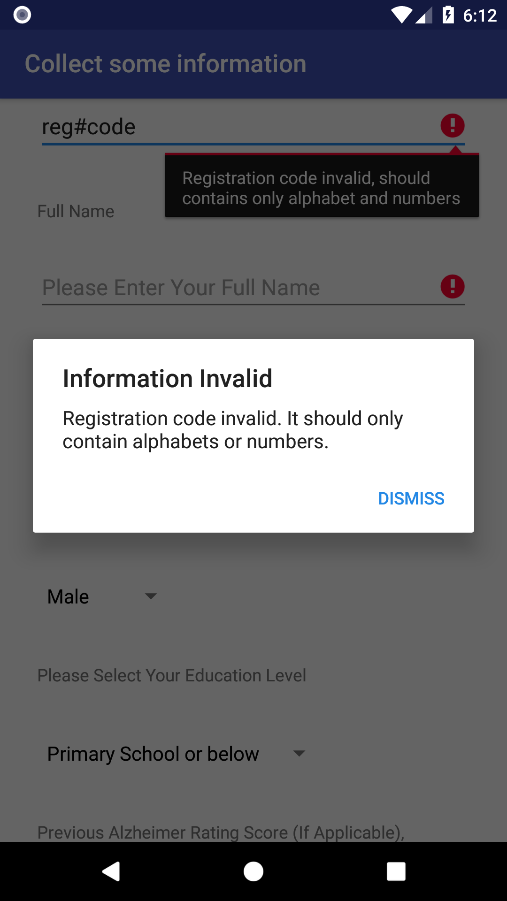 6:12
Collect some information
reg#code
Registration code invalid, should
contains only alphabet and numbers
Full Name
Please Enter Your Full Name
Information Invalid
Registration code invalid. It should only
contain alphabets or numbers.
DISMISS
Male
Please Select Your Education Level
Primary School or below
Previous Alzheimer Rating Score (If Applicable),